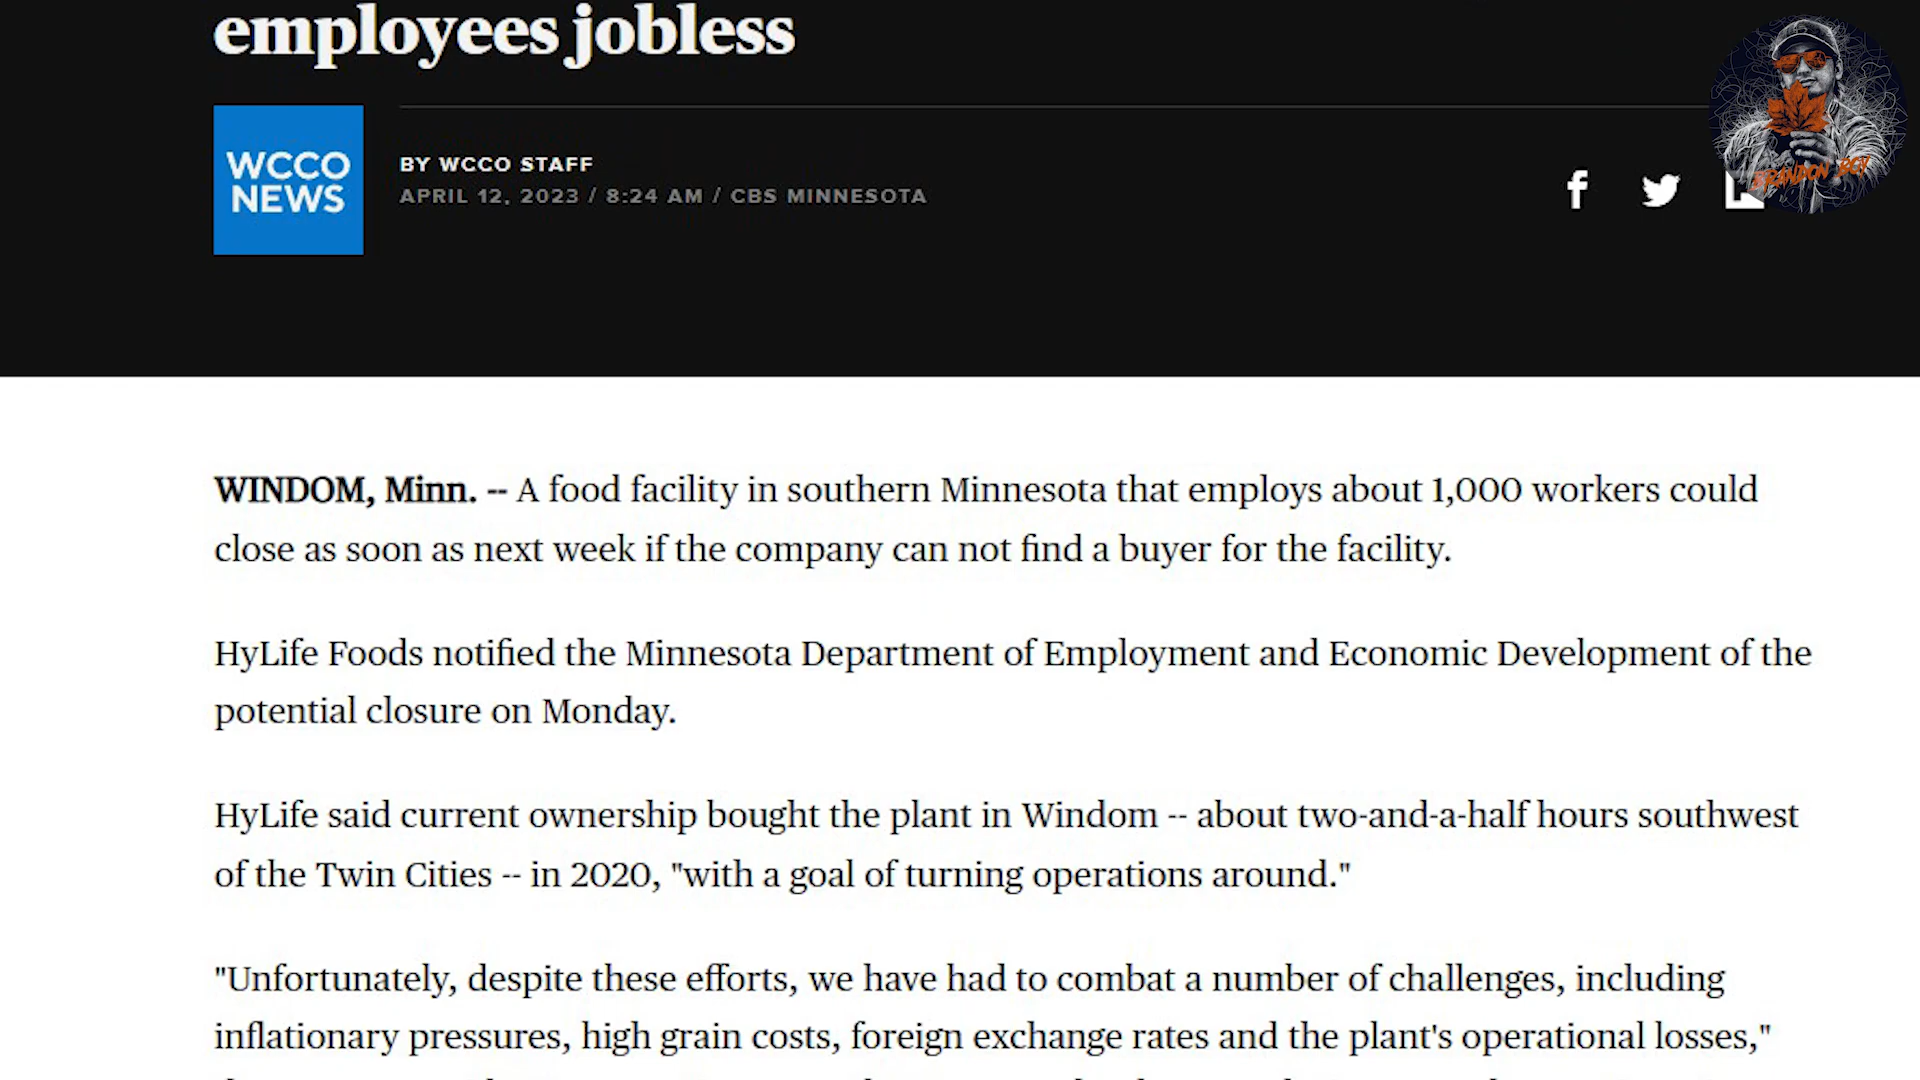 employees jobless
WCCO
NEWS
BY WCCO STAFF
APRIL 12, 2023 / 8:24 AM / CBS MINNESOTA
BRANDON BOY
WINDOM, Minn. -- A food facility in southern Minnesota that employs about 1,000 workers could
close as soon as next week if the company can not find a buyer for the facility.
HyLife Foods notified the Minnesota Department of Employment and Economic Development of the
potential closure on Monday.
HyLife said current ownership bought the plant in Windom -- about two-and-a-half hours southwest
of the Twin Cities -- in 2020, "with a goal of turning operations around."
"Unfortunately, despite these efforts, we have had to combat a number of challenges, including
inflationary pressures, high grain costs, foreign exchange rates and the plant's operational losses,"